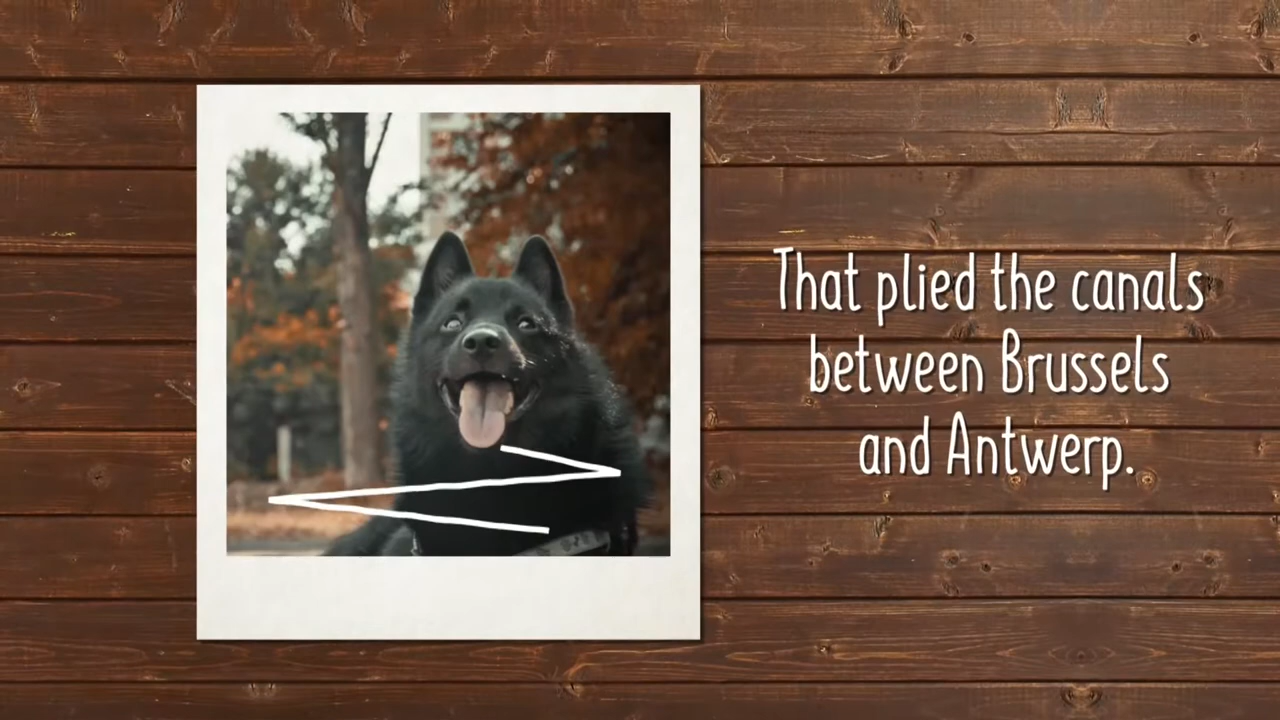 That plied the canals
between Brussels
and Antwerp.